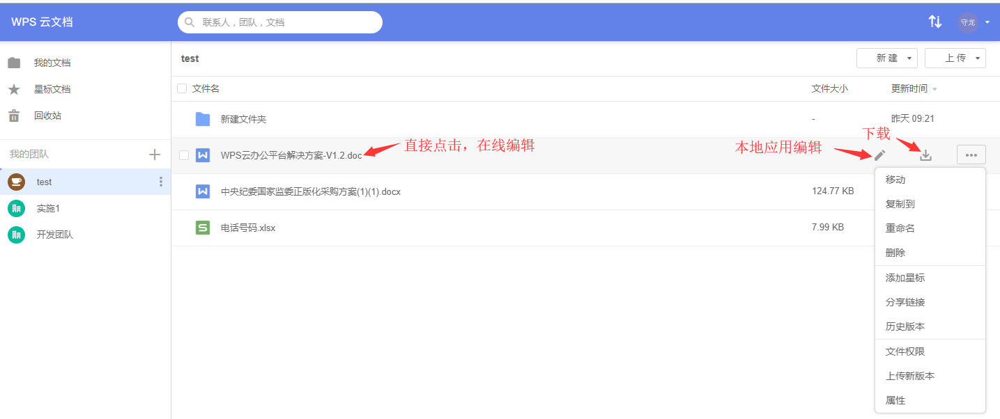 WPS 云文档
联系人，团队，文档
守龙
我的文档
星标文档
回收站
我的团队
test
实施1
开发团队
test
新 建
上 传
文件名
文件大小
更新时间
新建文件夹
-
昨天 09:21
WPS云办公平台解决方案-V1.2.doc
直接点击，在线编辑
本地应用编辑
下载
中央纪委国家监委正版化采购方案(1)(1).docx
124.77 KB
电话号码.xlsx
7.99 KB
移动
复制到
重命名
删除
添加星标
分享链接
历史版本
文件权限
上传新版本
属性